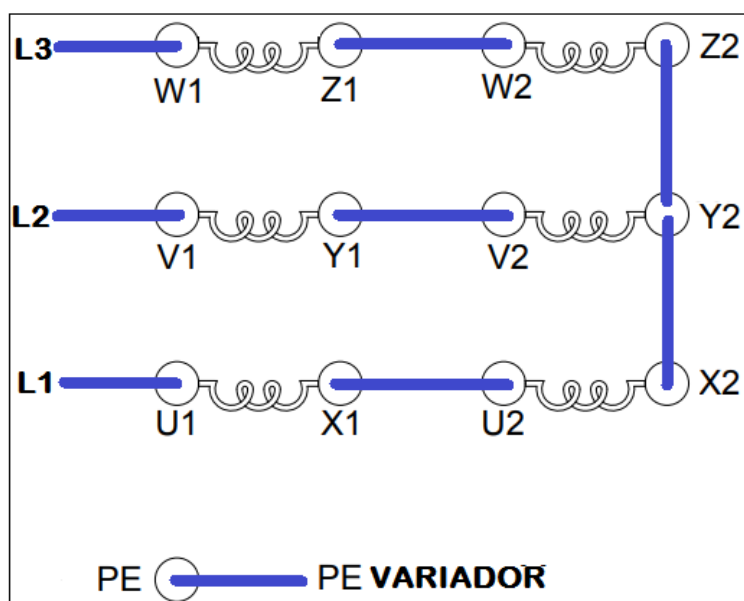 L3 Z2
W1 Z1 W2
L2 Y2
V1 Y1 V2
L1 X2
U1 X1 U2
PE PE VARIADOR